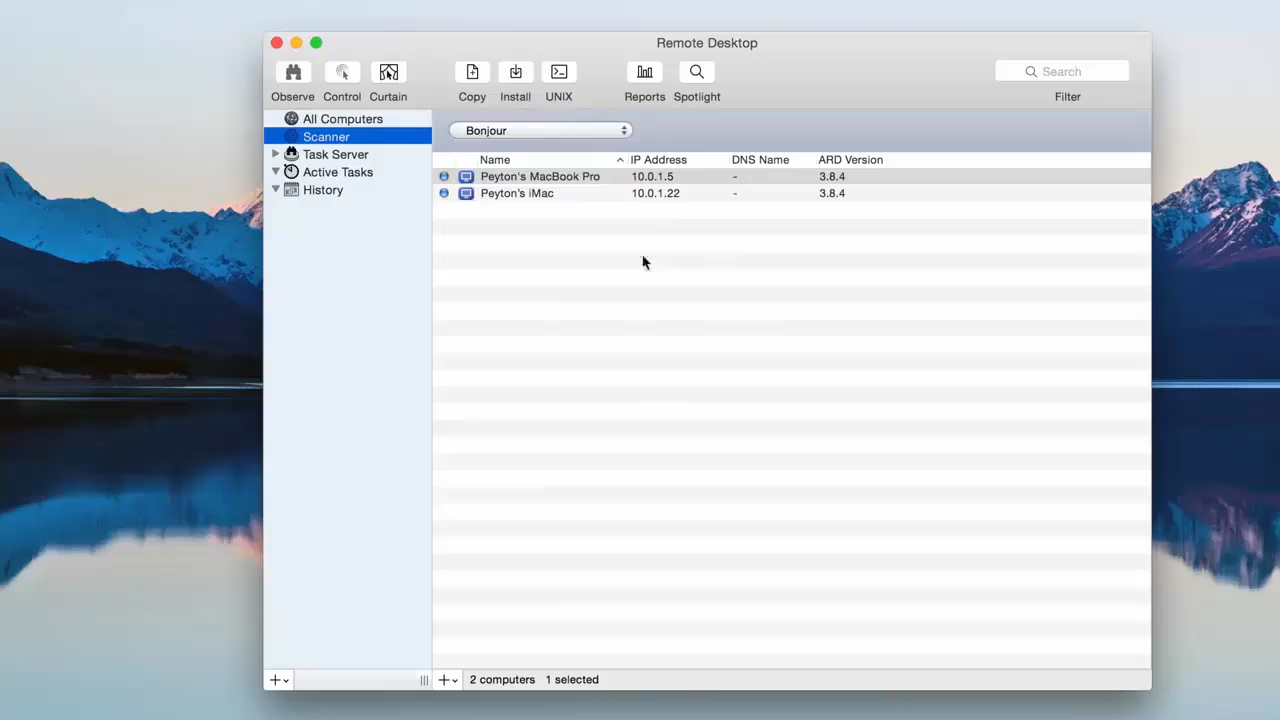 Remote Desktop
Observe Control Curtain Copy Install UNIX Reports Spotlight Search Filter
All Computers
Scanner
Task Server
Active Tasks
History
Bonjour
Name IP Address DNS Name ARD Version
Peyton's MacBook Pro 10.0.1.5 - 3.8.4
Peyton's iMac 10.0.1.22 - 3.8.4
2 computers 1 selected